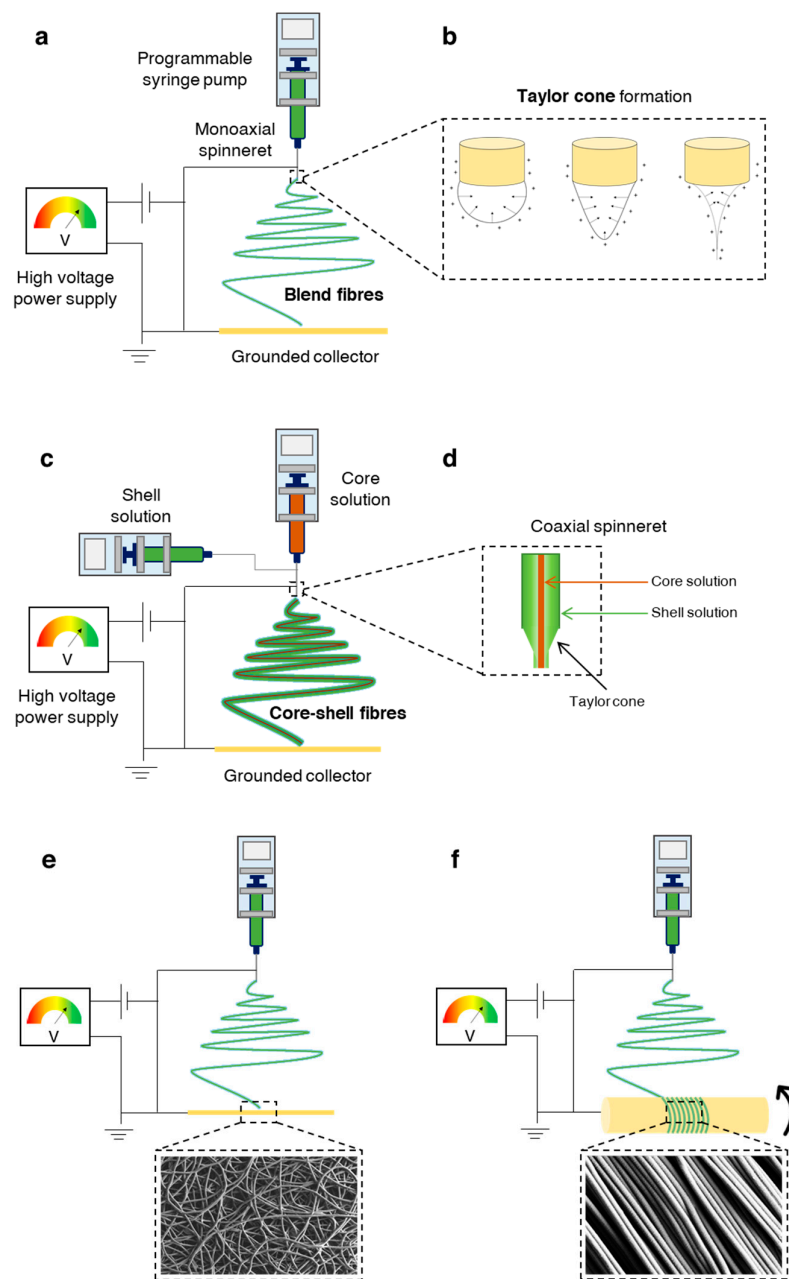 a
Programmable
syringe pump
Monoaxial
spinneret
V
High voltage
power supply
Blend fibres
Grounded collector
b
Taylor cone formation
c
Shell
solution
Core
solution
V
High voltage
power supply
Core-shell fibres
Grounded collector
d
Coaxial spinneret
Core solution
Shell solution
Taylor cone
e
V
f
V